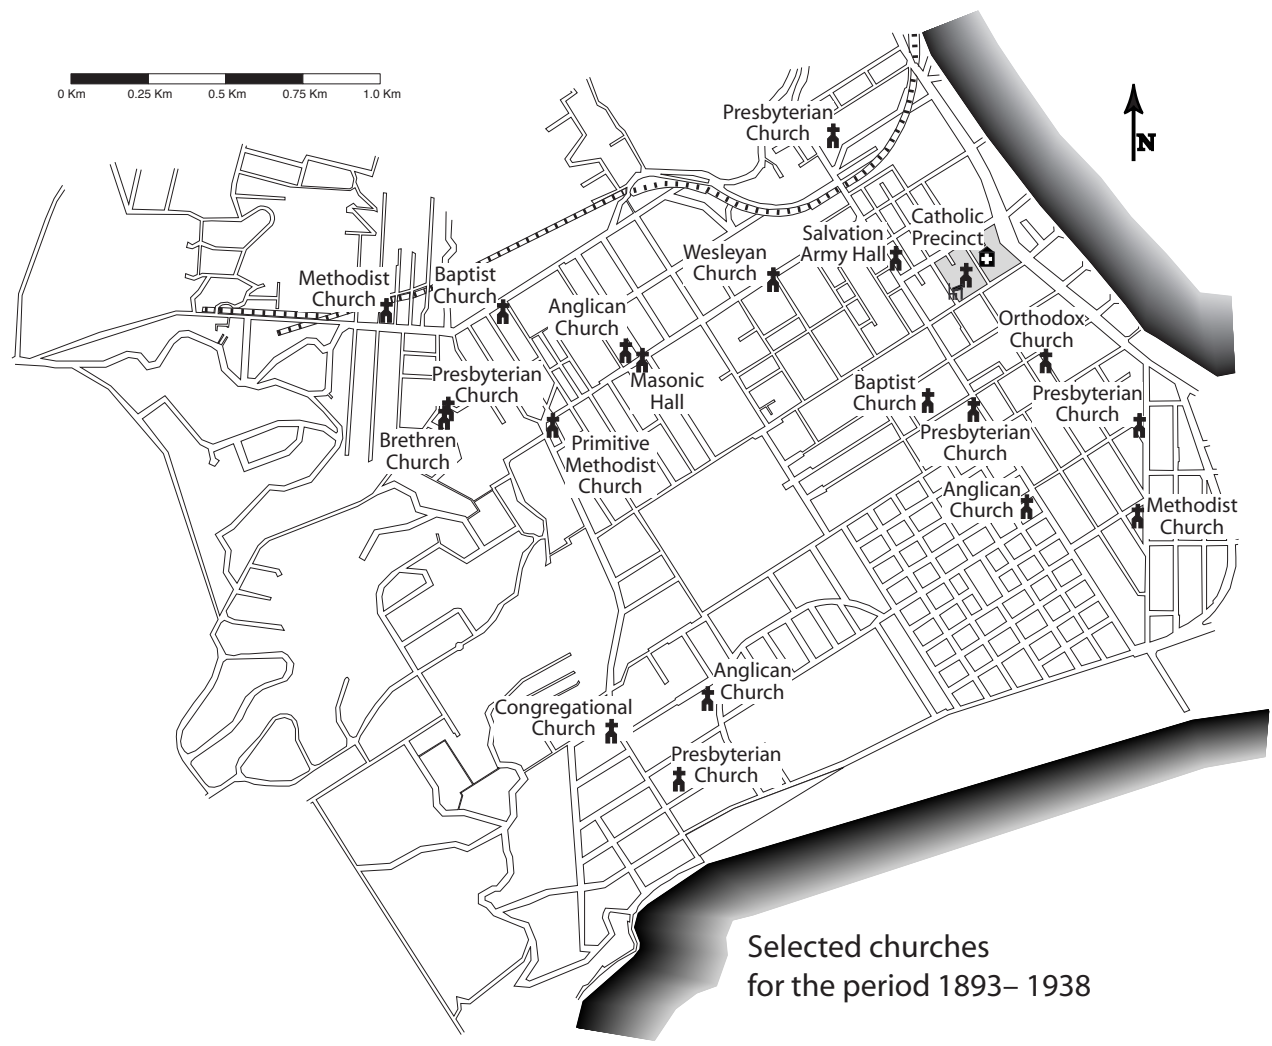 0 Km 0.25 Km 0.5 Km 0.75 Km 1.0 Km
N
Presbyterian
Church
Catholic
Precinct
Salvation
Army Hall
Wesleyan
Church
Methodist
Church
Baptist
Church
Anglican
Church
Masonic
Hall
Orthodox
Church
Presbyterian
Church
Brethren
Church
Primitive
Methodist
Church
Baptist
Church
Presbyterian
Church
Presbyterian
Church
Anglican
Church
Methodist
Church
Anglican
Church
Congregational
Church
Presbyterian
Church
Selected churches
for the period 1893– 1938